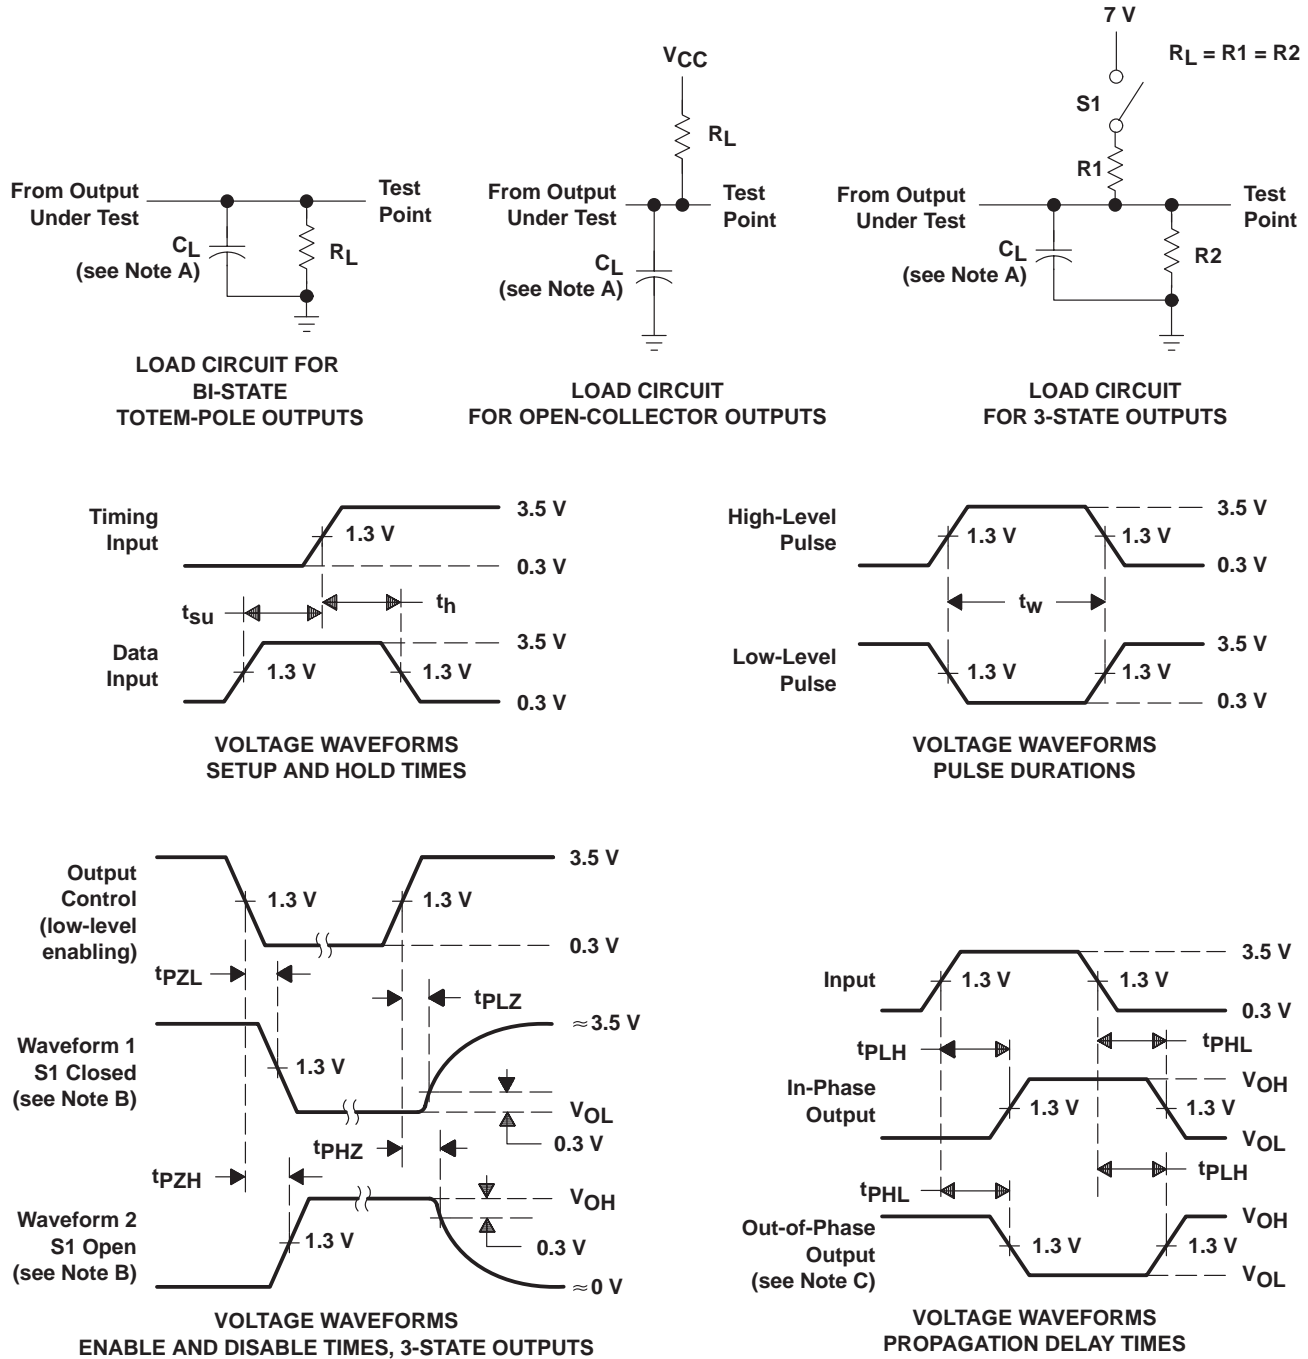 7 V
RL = R1 = R2
S1
R1
From Output
Under Test
Test
Point
CL
(see Note A)
R2
LOAD CIRCUIT
FOR 3-STATE OUTPUTS
VCC
RL
From Output
Under Test
Test
Point
CL
(see Note A)
LOAD CIRCUIT
FOR OPEN-COLLECTOR OUTPUTS
From Output
Under Test
Test
Point
CL
(see Note A)
RL
LOAD CIRCUIT FOR
BI-STATE
TOTEM-POLE OUTPUTS
Timing
Input
3.5 V
1.3 V
0.3 V
tsu
th
Data
Input
3.5 V
1.3 V
1.3 V
0.3 V
VOLTAGE WAVEFORMS
SETUP AND HOLD TIMES
High-Level
Pulse
3.5 V
1.3 V
1.3 V
0.3 V
tw
Low-Level
Pulse
3.5 V
1.3 V
1.3 V
0.3 V
VOLTAGE WAVEFORMS
PULSE DURATIONS
Output
Control
(low-level
enabling)
3.5 V
1.3 V
1.3 V
0.3 V
tPZL
tPLZ
Waveform 1
S1 Closed
(see Note B)
≈3.5 V
1.3 V
VOL
0.3 V
tPHZ
tPZH
Waveform 2
S1 Open
(see Note B)
VOH
1.3 V
0.3 V
≈0 V
VOLTAGE WAVEFORMS
ENABLE AND DISABLE TIMES, 3-STATE OUTPUTS
Input
3.5 V
1.3 V
1.3 V
0.3 V
tPLH
tPHL
In-Phase
Output
VOH
1.3 V
1.3 V
VOL
tPHL
tPLH
Out-of-Phase
Output
(see Note C)
VOH
1.3 V
1.3 V
VOL
VOLTAGE WAVEFORMS
PROPAGATION DELAY TIMES